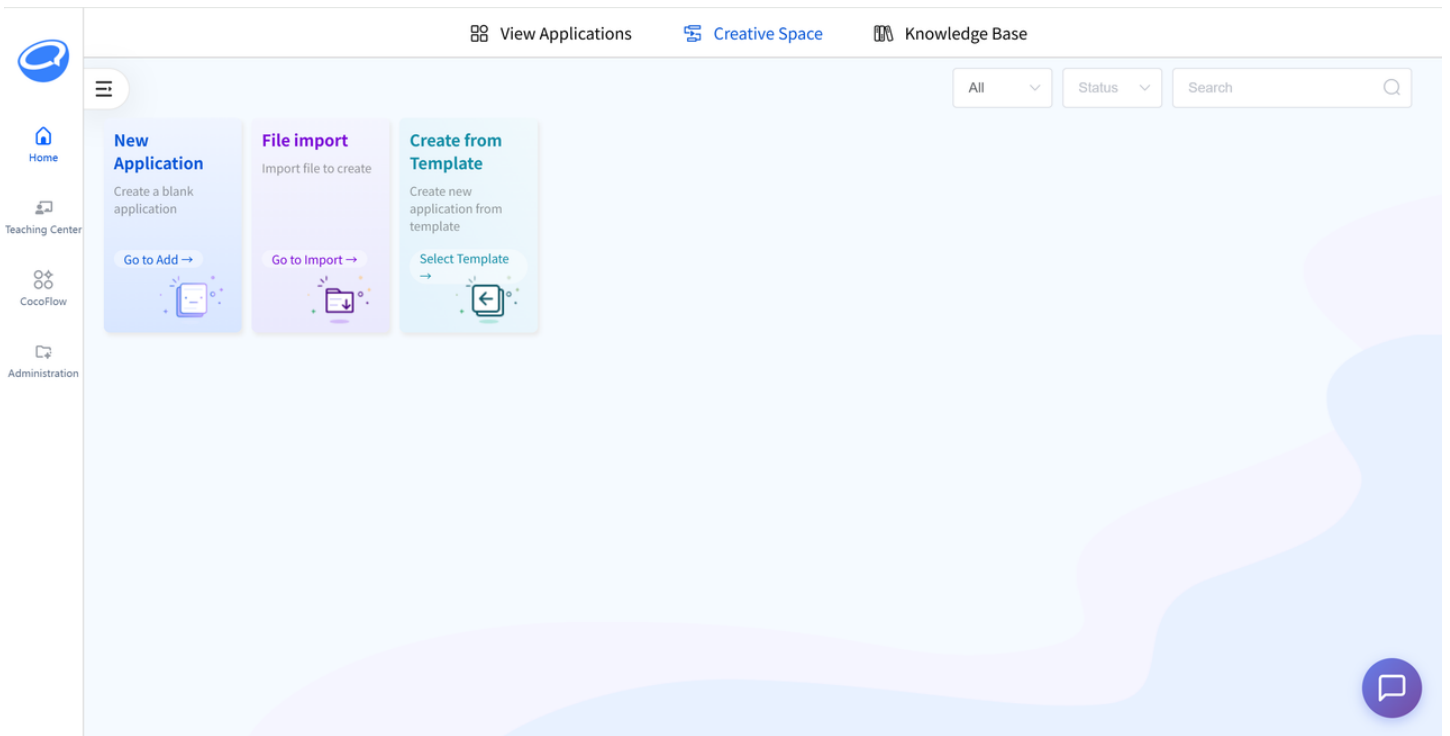 View Applications
Creative Space
Knowledge Base
All
Status
Search
Home
Teaching Center
CocoFlow
Administration
New
Application
Create a blank
application
Go to Add →
File import
Import file to create
Go to Import →
Create from
Template
Create new
application from
template
Select Template
→